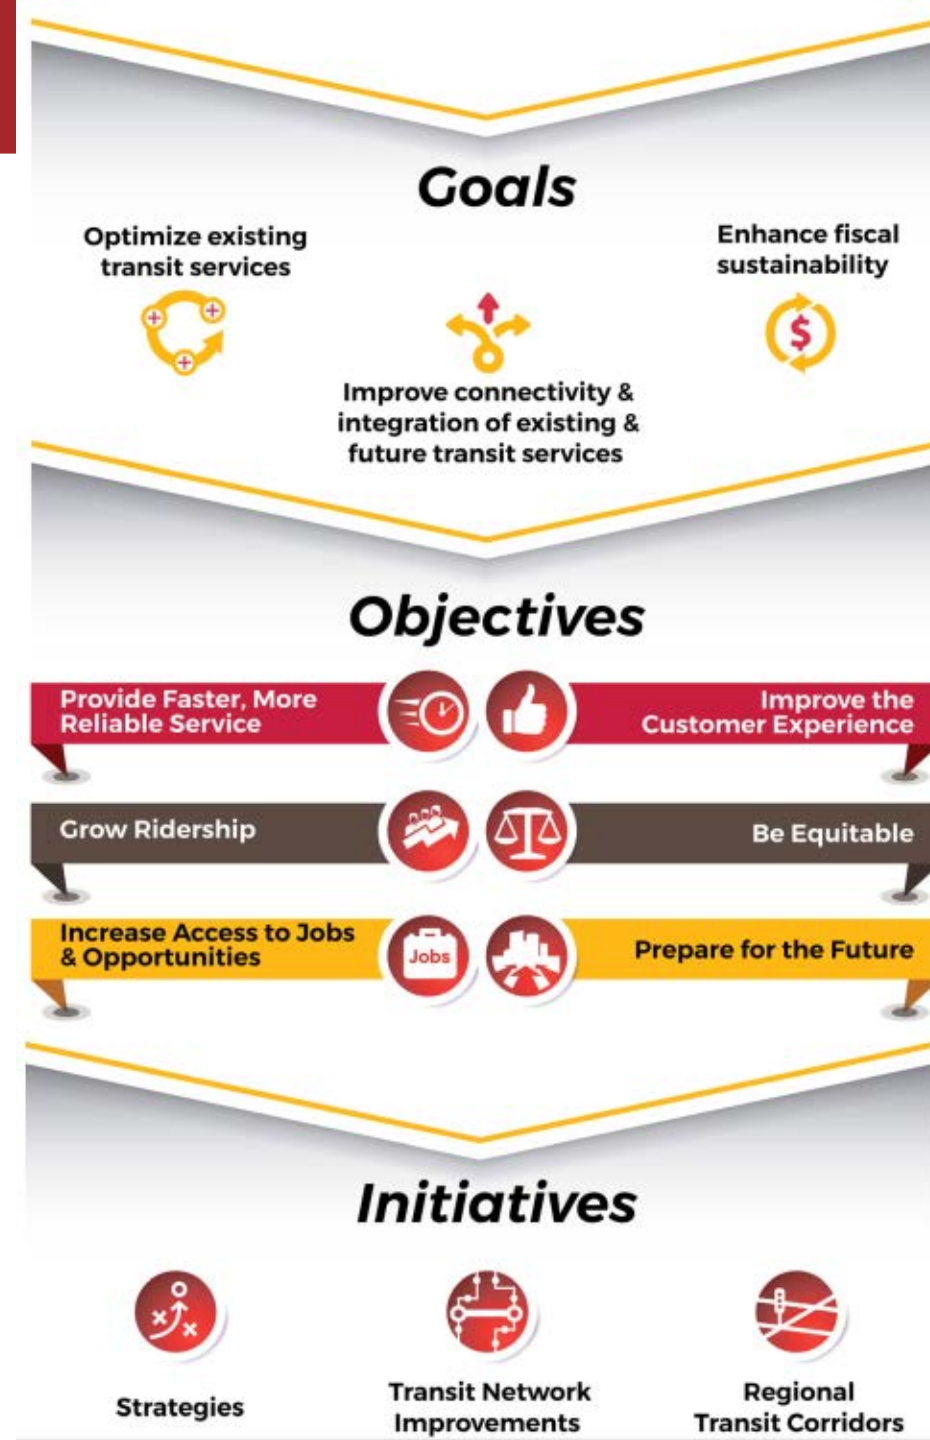 Goals
Optimize existing
transit services
Enhance fiscal
sustainability
$
Improve connectivity &
integration of existing &
future transit services
Objectives
Provide Faster, More
Reliable Service
Improve the
Customer Experience
Grow Ridership
Be Equitable
Increase Access to Jobs
& Opportunities
Jobs
Prepare for the Future
Initiatives
Strategies
Transit Network
Improvements
Regional
Transit Corridors